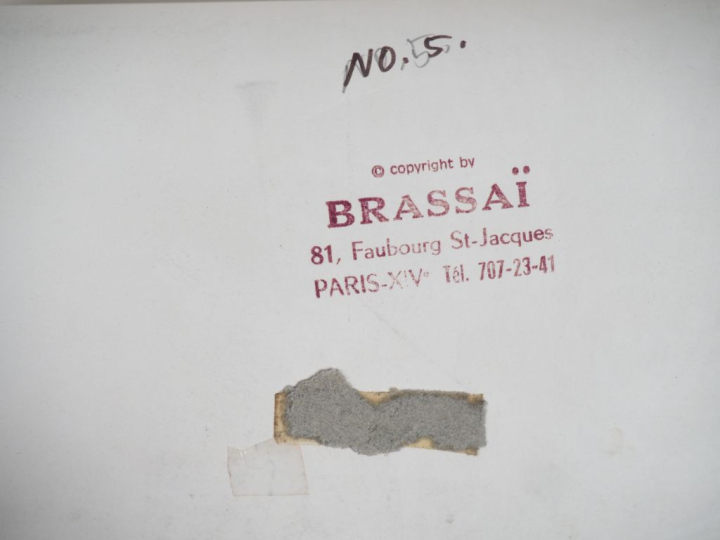 NO. 5.
© copyright by
BRASSAÏ
81, Faubourg St-Jacques
PARIS-XIVᵉ Tél. 707-23-41